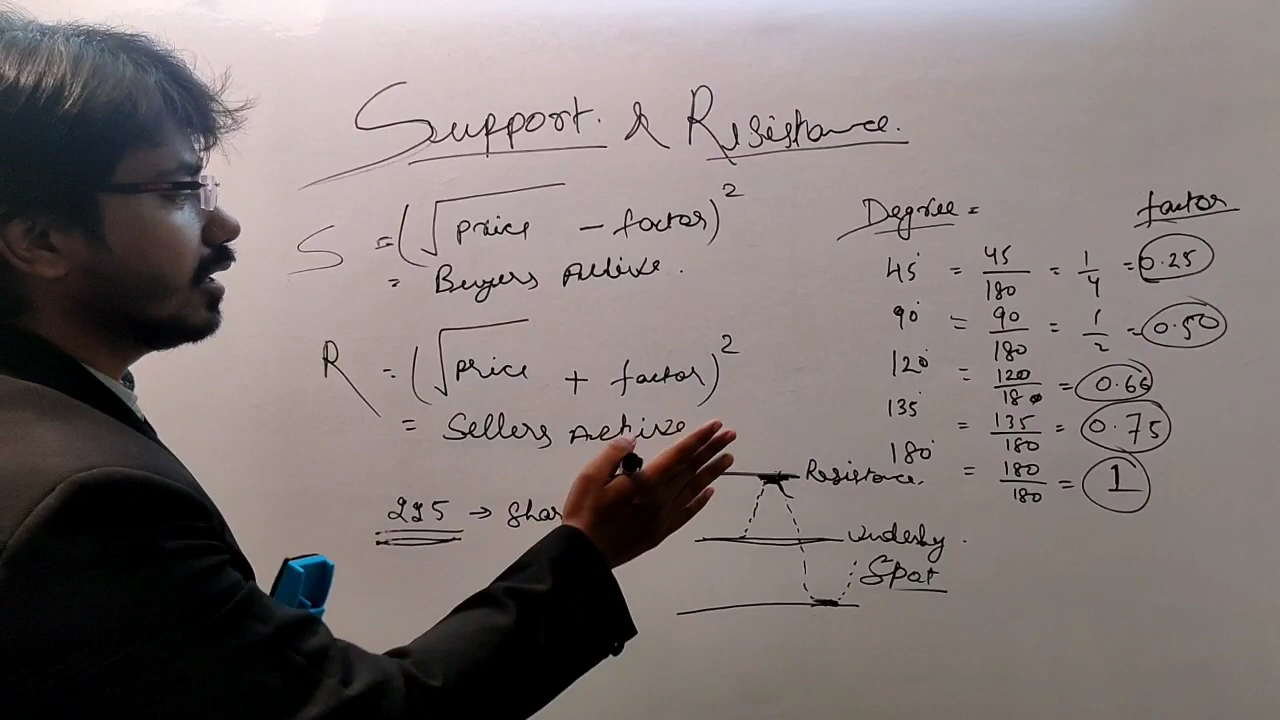 Support. & Resistance.
S = (√price - factor)²
= Buyers Active.
R = (√price + factor)²
= Sellers Active
225 → Shar
Degree = factor
45° = 45/180 = 1/4 = 0.25
90° = 90/180 = 1/2 = 0.50
120° = 120/180 = 0.66
135° = 135/180 = 0.75
180° = 180/180 = 1
Resistance.
Underly.
Spot